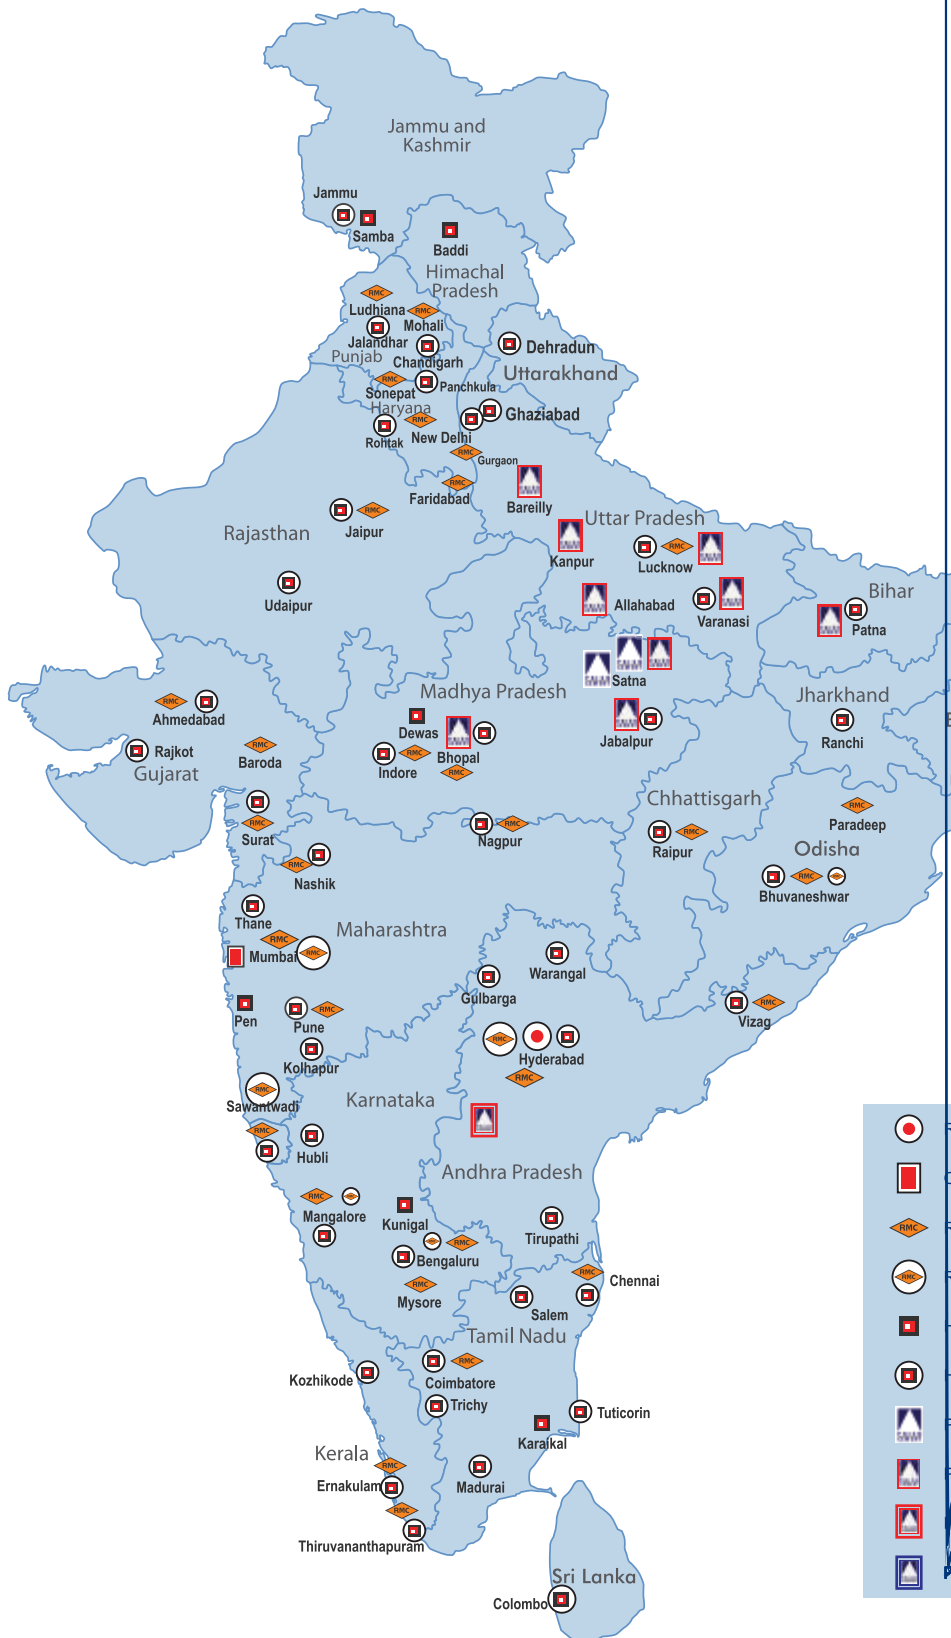 Jammu and
Kashmir
Jammu
Samba
Baddi
Himachal
Pradesh
RMC
Ludhiana
RMC
Mohali
Jalandhar
Punjab
Chandigarh
Dehradun
Uttarakhand
RMC
Sonepat
Panchkula
Haryana
Rohtak
RMC
New Delhi
Ghaziabad
RMC
Gurgaon
RMC
Faridabad
Bareilly
Rajasthan
RMC
Jaipur
Uttar Pradesh
Kanpur
RMC
Lucknow
Udaipur
Allahabad
Varanasi
Bihar
Patna
Satna
Madhya Pradesh
Jharkhand
RMC
Ahmedabad
Dewas
Jabalpur
Ranchi
Rajkot
RMC
Baroda
Gujarat
RMC
Indore
Bhopal
RMC
Chhattisgarh
RMC
Surat
RMC
Nagpur
RMC
Raipur
RMC
Paradeep
Odisha
RMC
Nashik
RMC
Bhuvaneshwar
Thane
Maharashtra
RMC
Mumbai
RMC
Warangal
Gulbarga
Pen
RMC
Pune
RMC
Vizag
Kolhapur
RMC
Hyderabad
RMC
RMC
Sawantwadi
Karnataka
RMC
Hubli
Andhra Pradesh
RMC
Mangalore
Kunigal
Tirupathi
RMC
Bengaluru
RMC
Mysore
RMC
Chennai
Salem
Tamil Nadu
RMC
Coimbatore
Kozhikode
Trichy
Tuticorin
Karaikal
Kerala
RMC
Ernakulam
Madurai
RMC
Thiruvananthapuram
Sri Lanka
Colombo
RMC
RMC